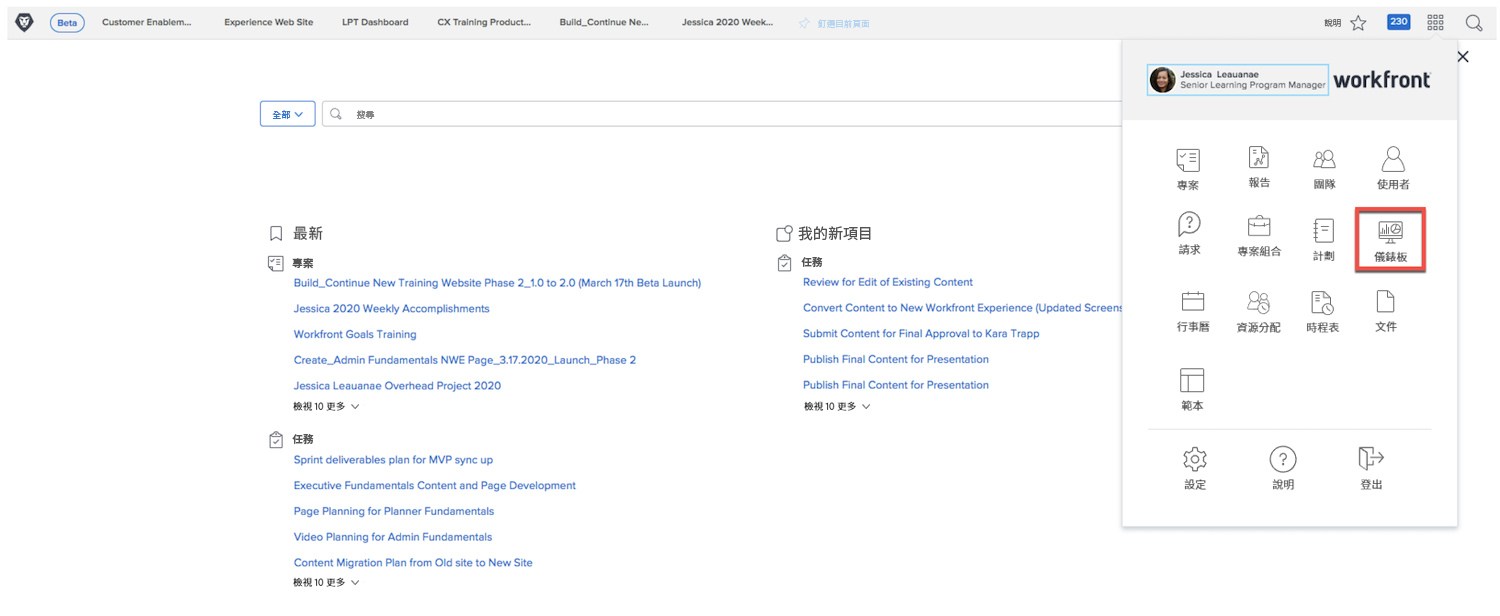 Beta Customer Enablem... Experience Web Site LPT Dashboard CX Training Product... Build_Continue Ne... Jessica 2020 Week... 釘選目前頁面 說明 230
Jessica Leauanae
Senior Learning Program Manager
workfront
全部 搜尋
專案 報告 團隊 使用者
請求 專案組合 計劃 儀錶板
行事曆 資源分配 時程表 文件
範本
設定 說明 登出
最新
專案
Build_Continue New Training Website Phase 2_1.0 to 2.0 (March 17th Beta Launch)
Jessica 2020 Weekly Accomplishments
Workfront Goals Training
Create_Admin Fundamentals NWE Page_3.17.2020_Launch_Phase 2
Jessica Leauanae Overhead Project 2020
檢視 10 更多
任務
Sprint deliverables plan for MVP sync up
Executive Fundamentals Content and Page Development
Page Planning for Planner Fundamentals
Video Planning for Admin Fundamentals
Content Migration Plan from Old site to New Site
檢視 10 更多
我的新項目
任務
Review for Edit of Existing Content
Convert Content to New Workfront Experience (Updated Screens
Submit Content for Final Approval to Kara Trapp
Publish Final Content for Presentation
Publish Final Content for Presentation
檢視 10 更多